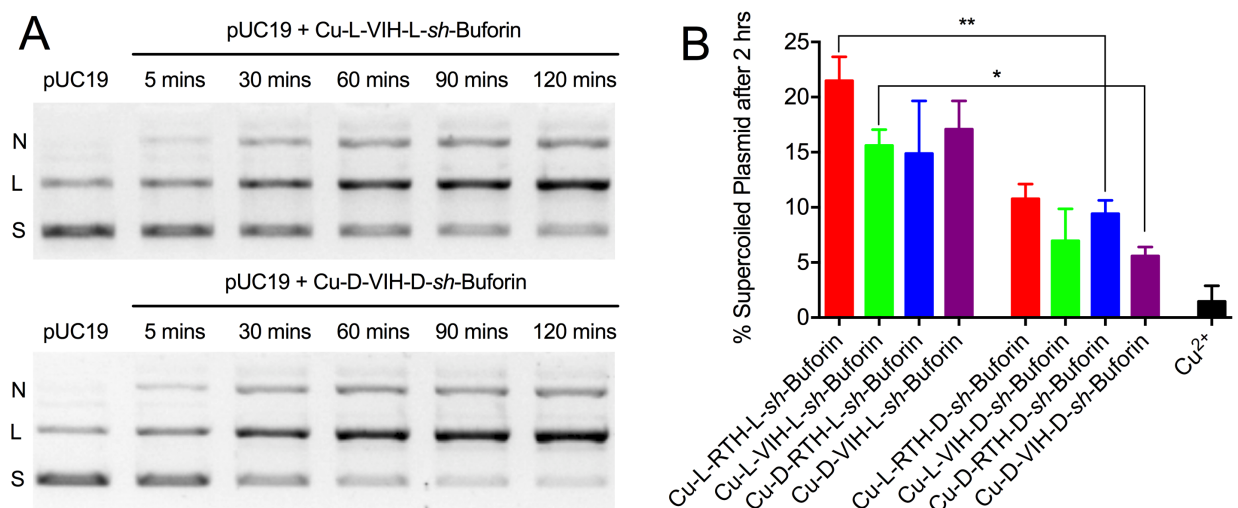 A
pUC19 + Cu-L-VIH-L-sh-Buforin
pUC19 5 mins 30 mins 60 mins 90 mins 120 mins
N
L
S
pUC19 + Cu-D-VIH-D-sh-Buforin
pUC19 5 mins 30 mins 60 mins 90 mins 120 mins
N
L
S
B
% Supercoiled Plasmid after 2 hrs
25
20
15
10
5
0
**
*
Cu-L-RTH-L-sh-Buforin
Cu-L-VIH-L-sh-Buforin
Cu-D-RTH-L-sh-Buforin
Cu-D-VIH-L-sh-Buforin
Cu-L-RTH-D-sh-Buforin
Cu-L-VIH-D-sh-Buforin
Cu-D-RTH-D-sh-Buforin
Cu-D-VIH-D-sh-Buforin
Cu²⁺